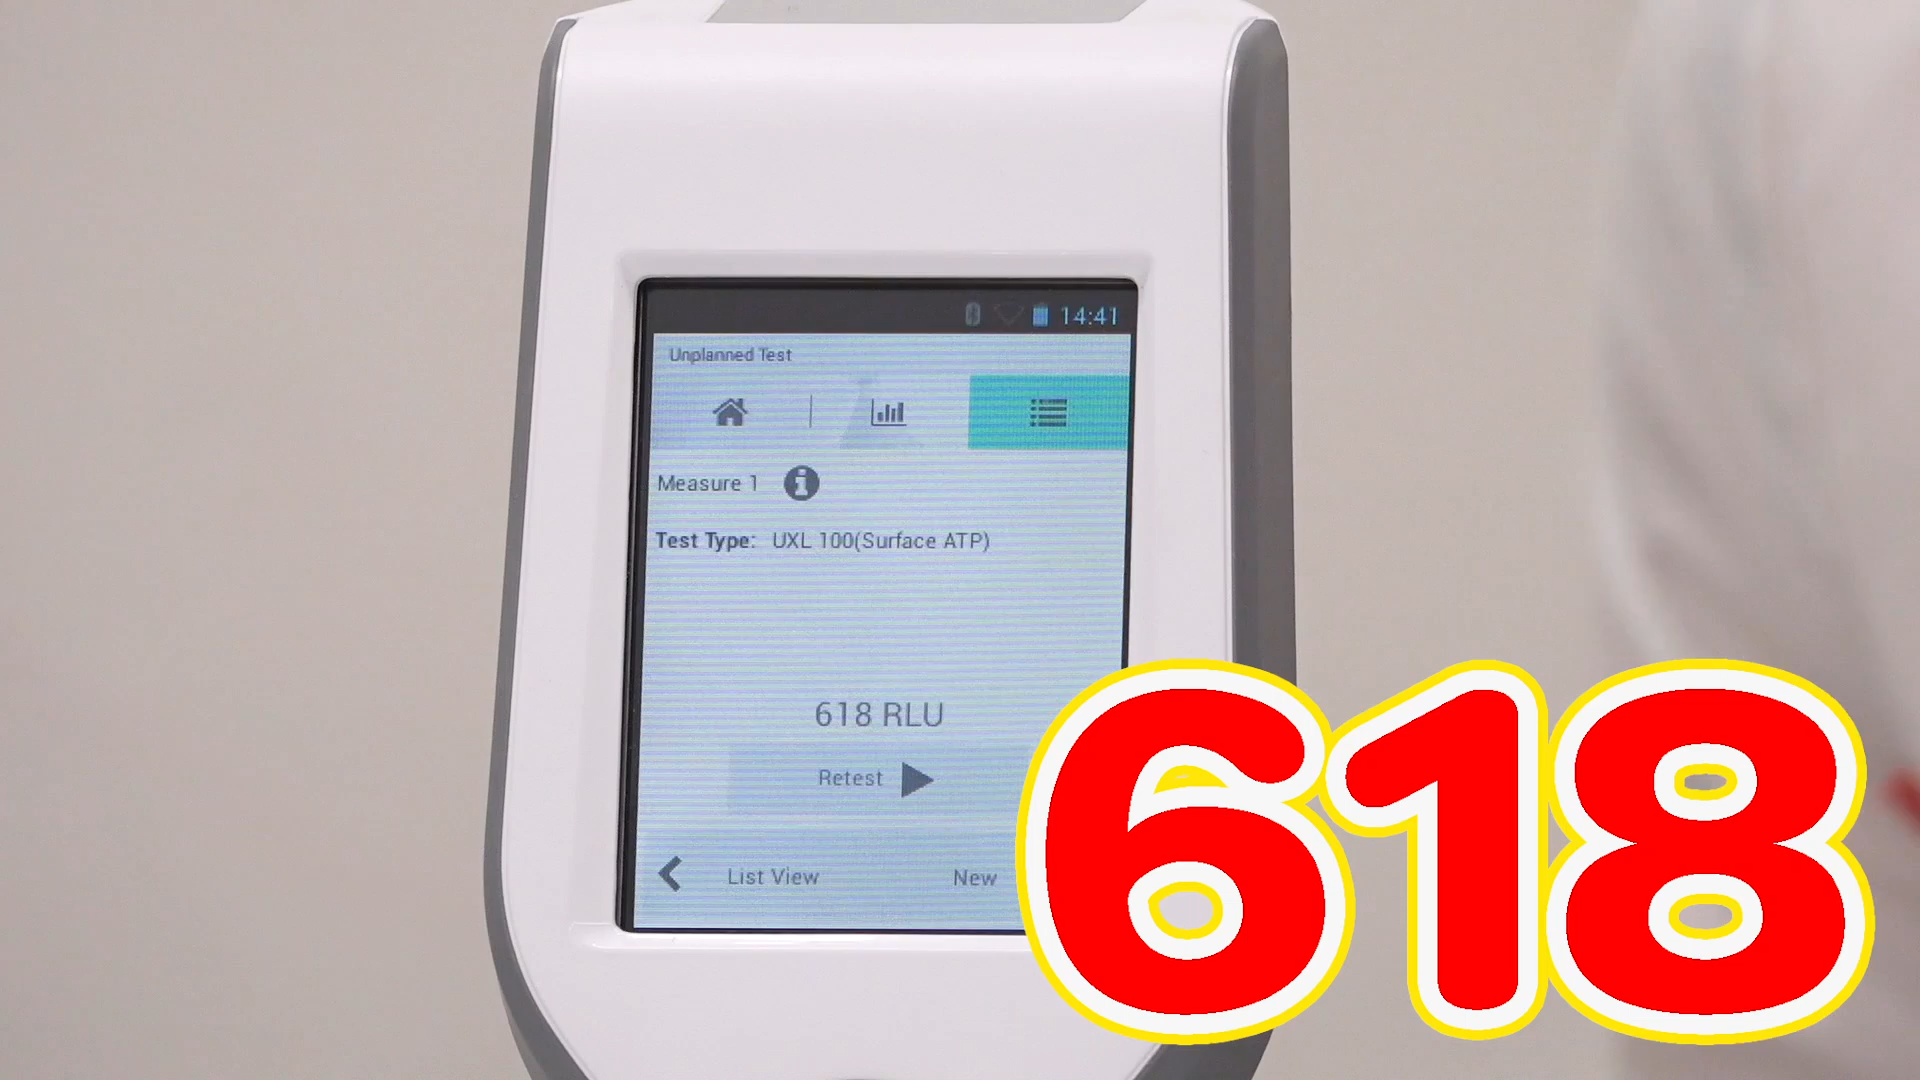 14:41
Unplanned Test
Measure 1
Test Type: UXL 100(Surface ATP)
618 RLU
Retest
List View New
618